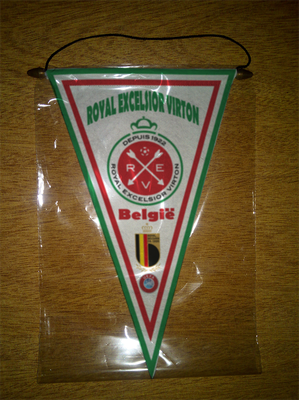 ROYAL EXCELSIOR VIRTON
DEPUIS 1922
R E
V
ROYAL EXCELSIOR VIRTON
België